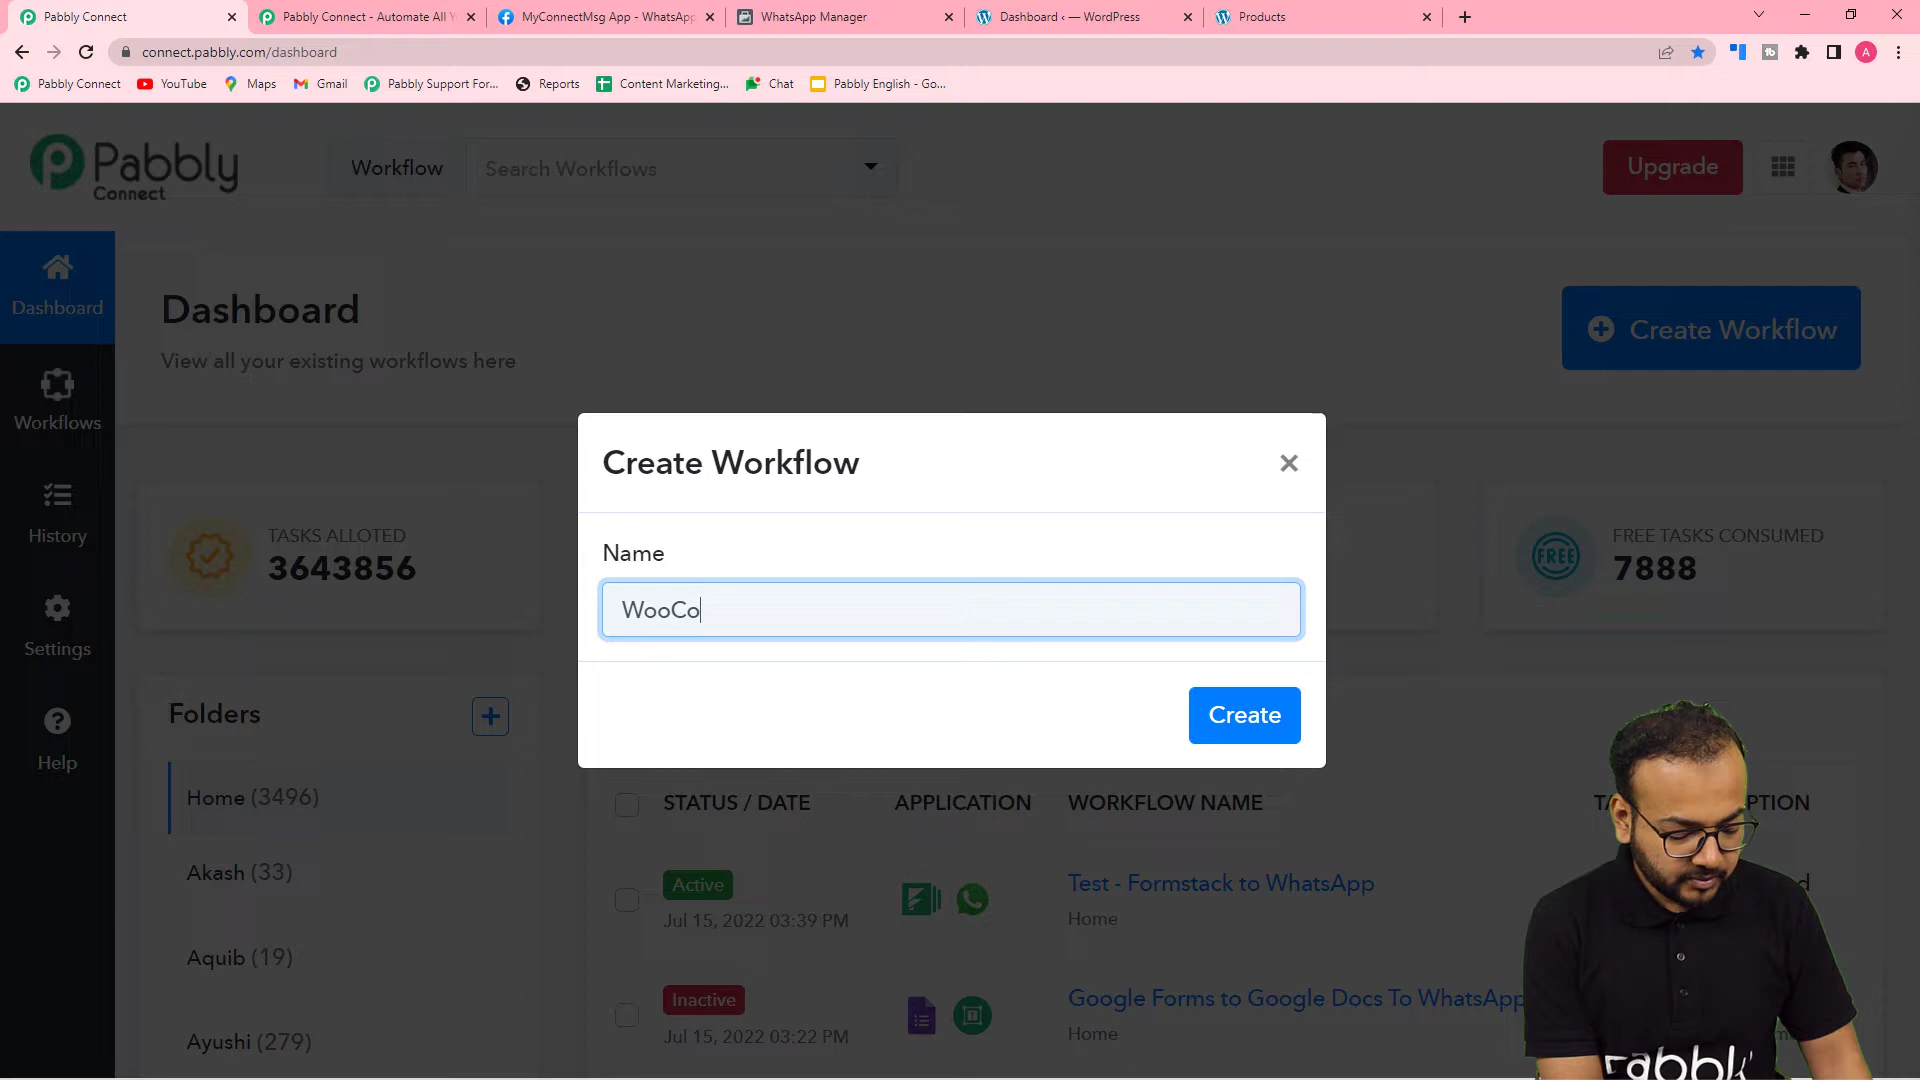 Pabbly Connect
Pabbly Connect - Automate All Y
MyConnectMsg App - WhatsApp
WhatsApp Manager
Dashboard ‹ — WordPress
Products
connect.pabbly.com/dashboard
A
Pabbly Connect
YouTube
Maps
Gmail
Pabbly Support For...
Reports
Content Marketing...
Chat
Pabbly English - Go...
Pabbly
Connect
Workflow
Search Workflows
Upgrade
Dashboard
Workflows
History
Settings
Help
Dashboard
View all your existing workflows here
Create Workflow
Create Workflow
Name
WooCo
Create
TASKS ALLOTED
3643856
FREE
FREE TASKS CONSUMED
7888
Folders
Home (3496)
Akash (33)
Aquib (19)
Ayushi (279)
STATUS / DATE
APPLICATION
WORKFLOW NAME
Active
Jul 15, 2022 03:39 PM
Test - Formstack to WhatsApp
Home
Inactive
Jul 15, 2022 03:22 PM
Google Forms to Google Docs To WhatsApp
Home